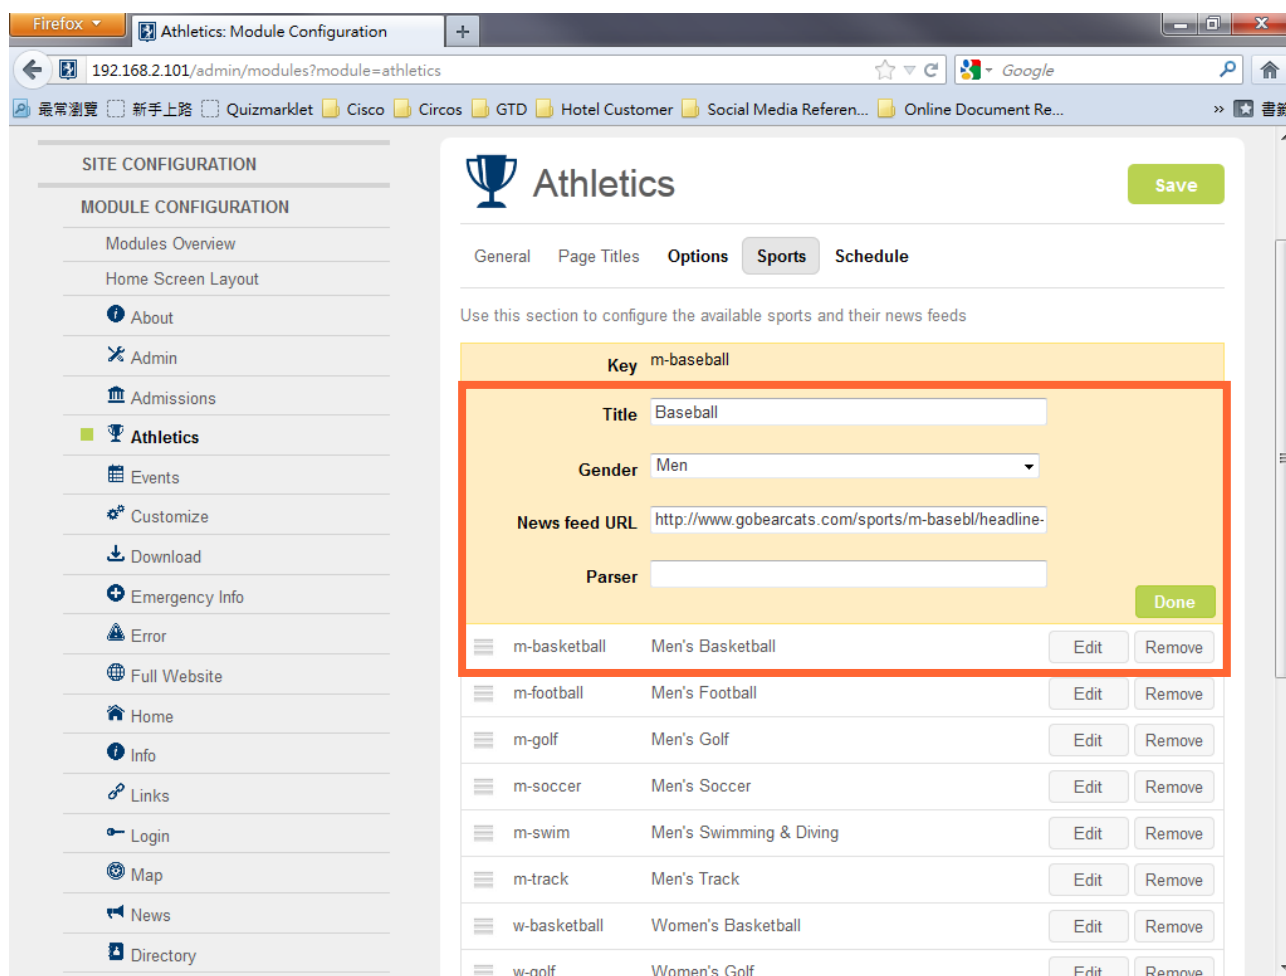 Firefox
Athletics: Module Configuration
192.168.2.101/admin/modules?module=athletics
Google
最常瀏覽 新手上路 Quizmarklet Cisco Circos GTD Hotel Customer Social Media Referen... Online Document Re... »
SITE CONFIGURATION
MODULE CONFIGURATION
Modules Overview
Home Screen Layout
About
Admin
Admissions
Athletics
Events
Customize
Download
Emergency Info
Error
Full Website
Home
Info
Links
Login
Map
News
Directory
Athletics
Save
General Page Titles Options Sports Schedule
Use this section to configure the available sports and their news feeds
Key m-baseball
Title Baseball
Gender Men
News feed URL http://www.gobearcats.com/sports/m-basebl/headline-
Parser
Done
m-basketball Men's Basketball Edit Remove
m-football Men's Football Edit Remove
m-golf Men's Golf Edit Remove
m-soccer Men's Soccer Edit Remove
m-swim Men's Swimming & Diving Edit Remove
m-track Men's Track Edit Remove
w-basketball Women's Basketball Edit Remove
w-golf Women's Golf Edit Remove